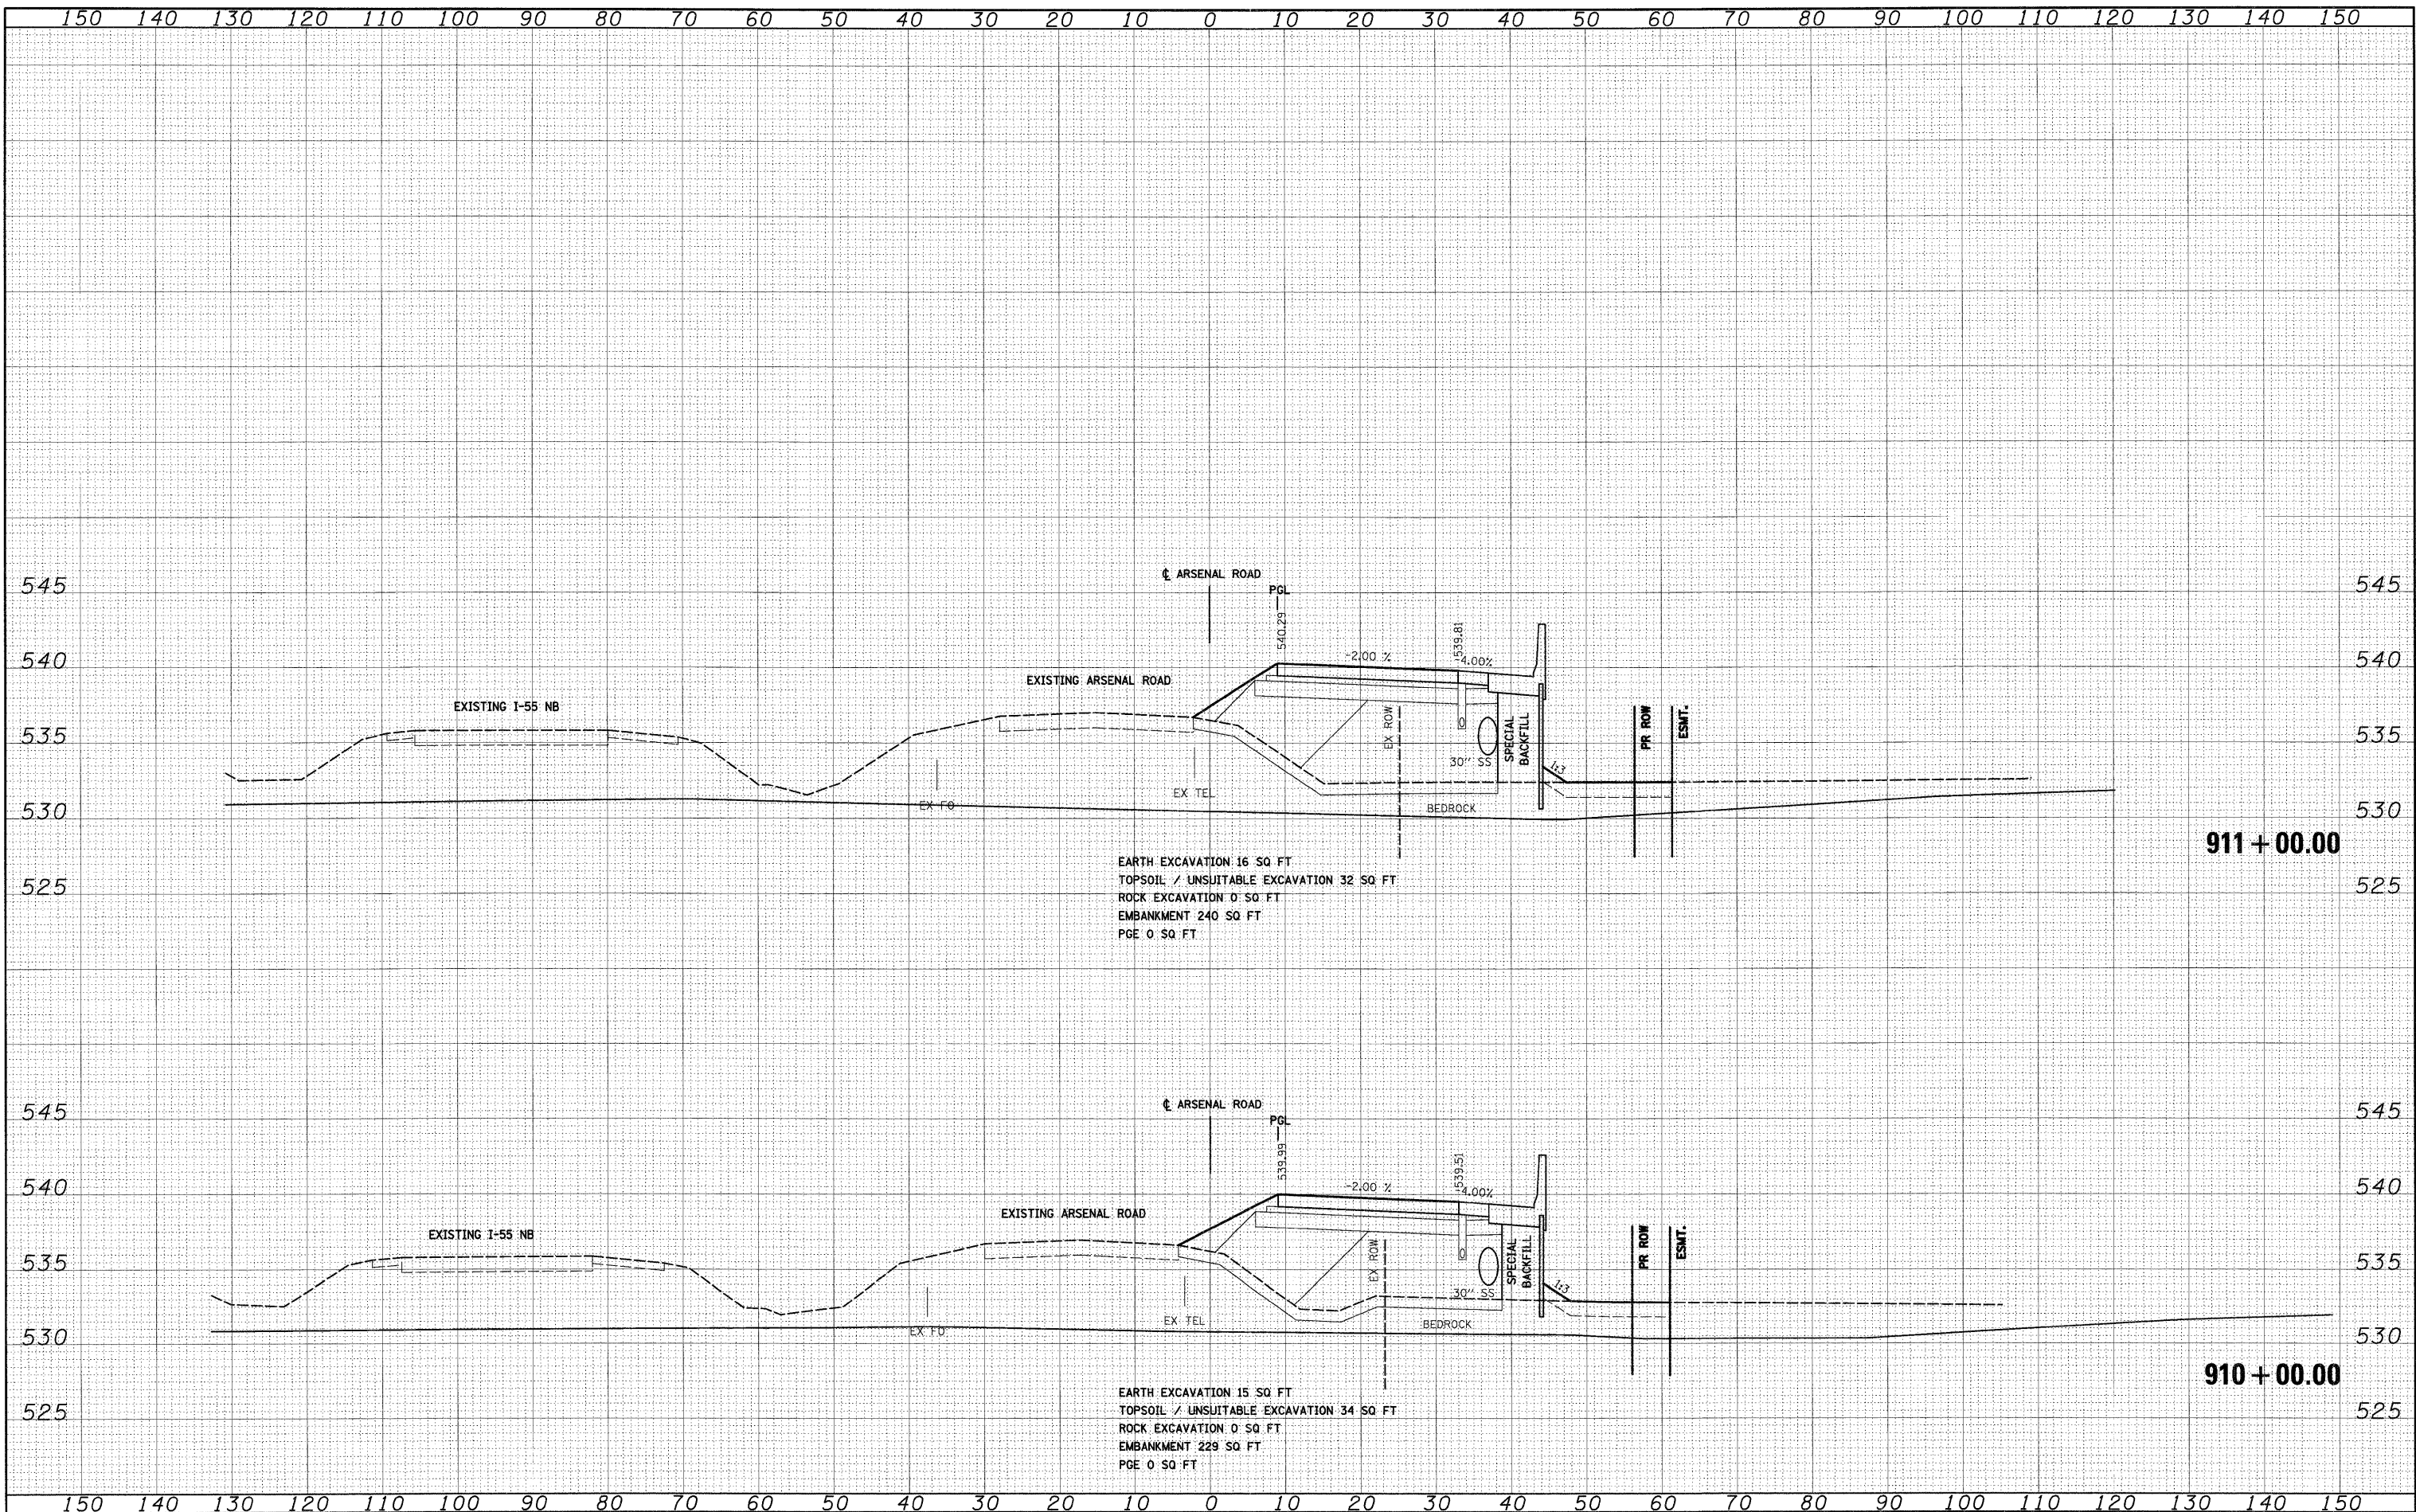 150 140 130 120 110 100 90 80 70 60 50 40 30 20 10 0 10 20 30 40 50 60 70 80 90 100 110 120 130 140 150
545 545
℄ ARSENAL ROAD
PGL
540.29
539.81
540 540
-2.00 %
-4.00%
EXISTING ARSENAL ROAD
EXISTING I-55 NB
535 535
EX ROW
SPECIAL
BACKFILL
PR ROW
ESMT.
30'' SS
1:3
EX TEL
EX FO
BEDROCK
530 530
911+00.00
EARTH EXCAVATION 16 SQ FT
TOPSOIL / UNSUITABLE EXCAVATION 32 SQ FT
ROCK EXCAVATION 0 SQ FT
EMBANKMENT 240 SQ FT
PGE 0 SQ FT
525 525
545 545
℄ ARSENAL ROAD
PGL
539.99
539.51
540 540
-2.00 %
-4.00%
EXISTING ARSENAL ROAD
EXISTING I-55 NB
535 535
EX ROW
SPECIAL
BACKFILL
PR ROW
ESMT.
30'' SS
1:3
EX TEL
EX FO
BEDROCK
530 530
910+00.00
EARTH EXCAVATION 15 SQ FT
TOPSOIL / UNSUITABLE EXCAVATION 34 SQ FT
ROCK EXCAVATION 0 SQ FT
EMBANKMENT 229 SQ FT
PGE 0 SQ FT
525 525
150 140 130 120 110 100 90 80 70 60 50 40 30 20 10 0 10 20 30 40 50 60 70 80 90 100 110 120 130 140 150